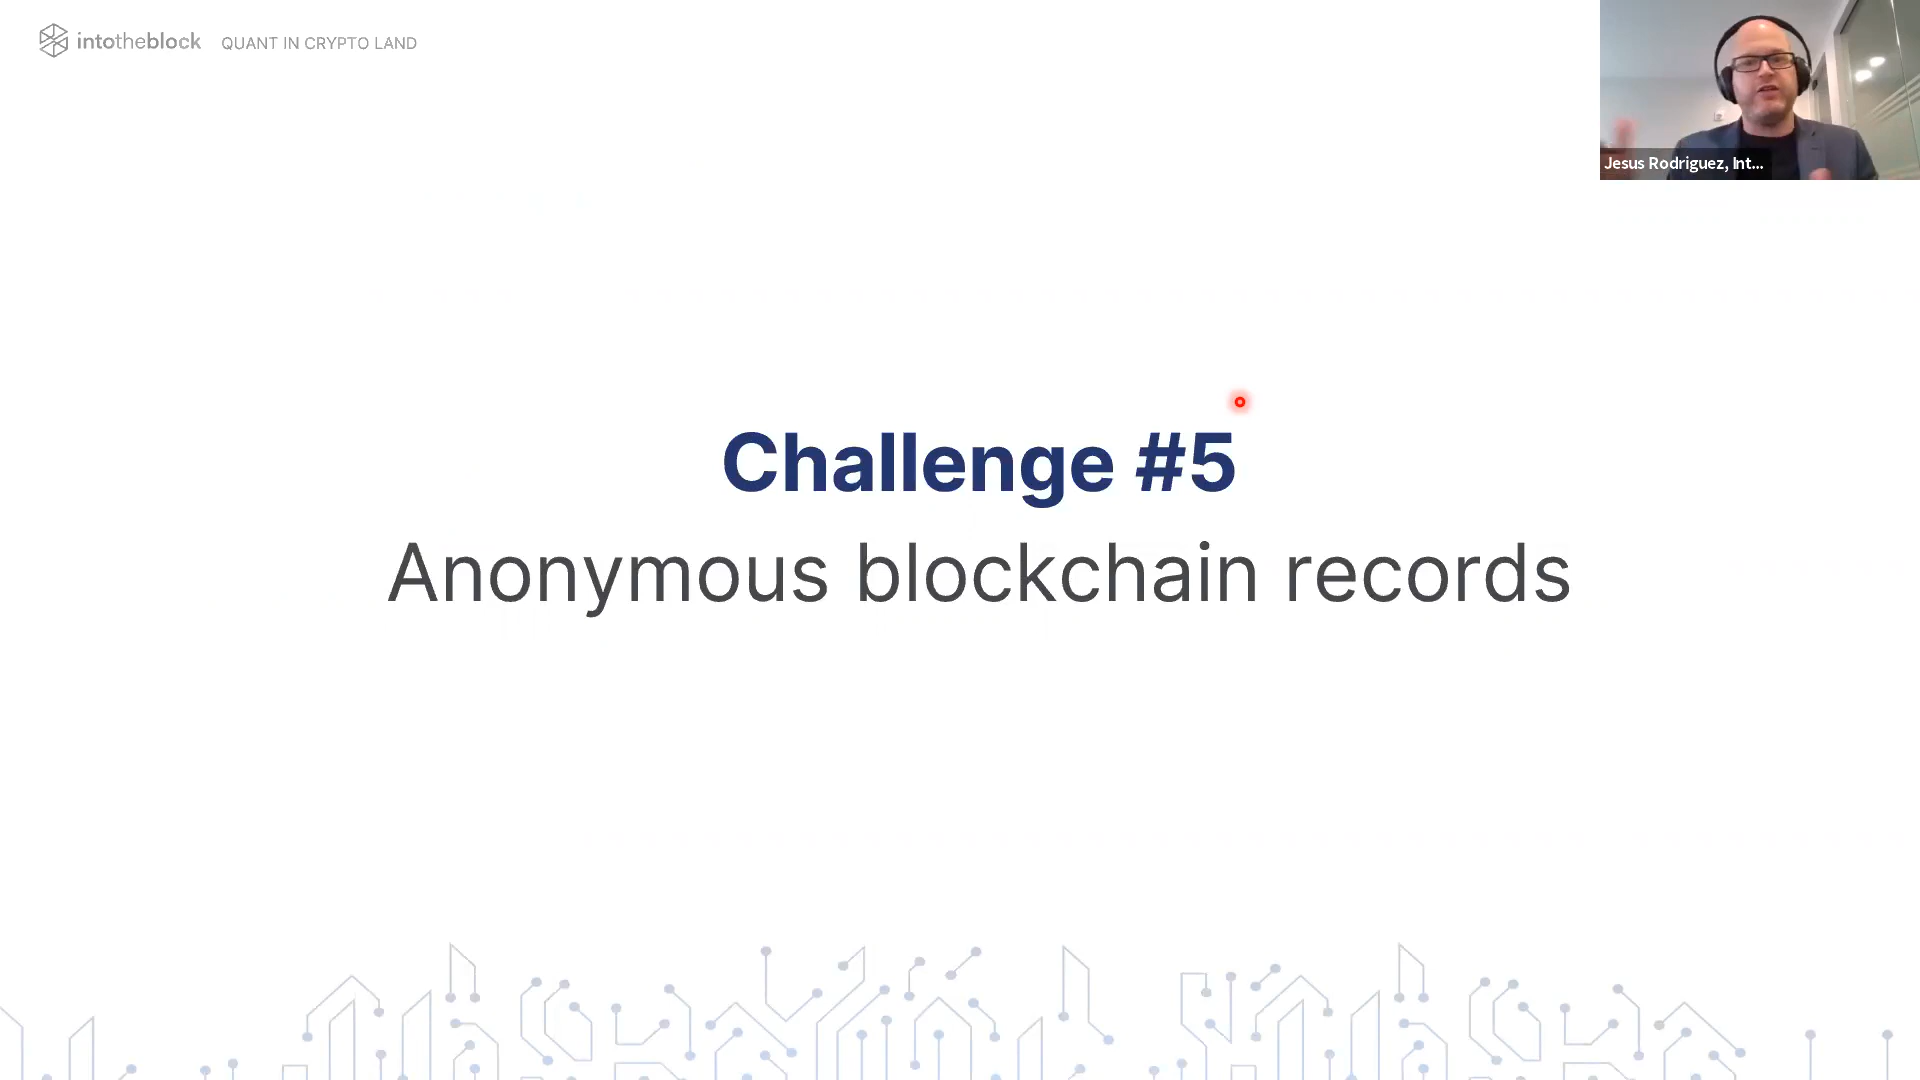 intotheblock QUANT IN CRYPTO LAND
Jesus Rodriguez, Int...
Challenge #5
Anonymous blockchain records